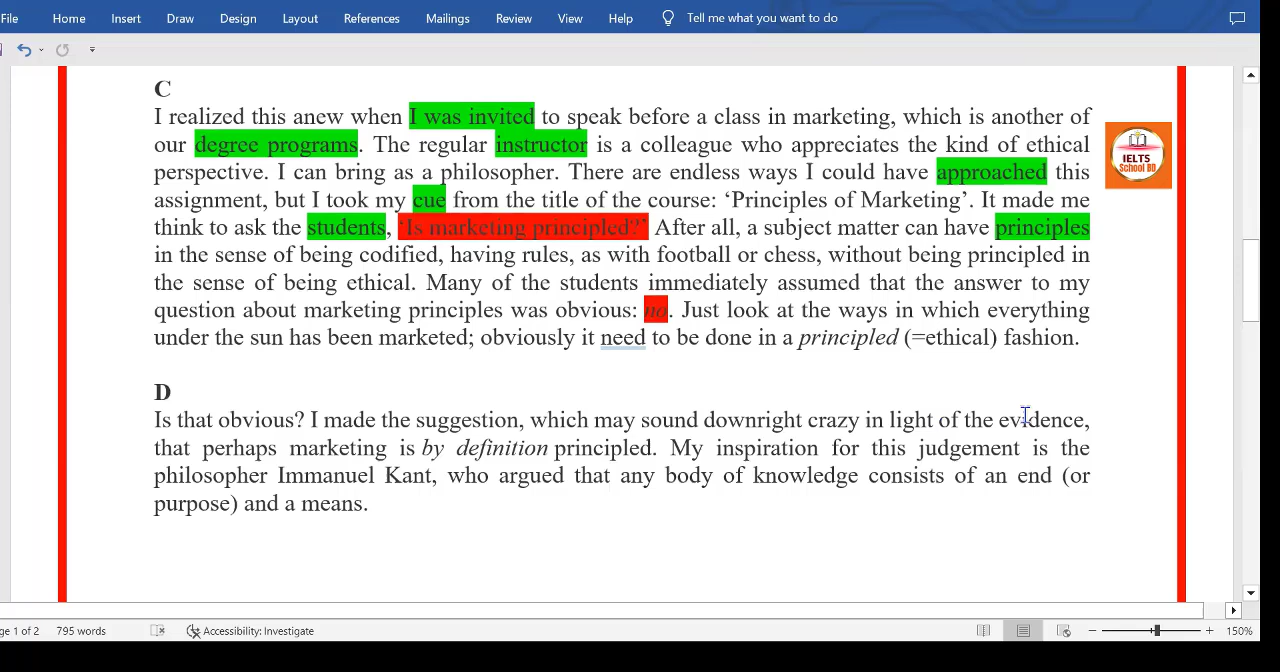 File Home Insert Draw Design Layout References Mailings Review View Help Tell me what you want to do
C
I realized this anew when I was invited to speak before a class in marketing, which is another of
our degree programs. The regular instructor is a colleague who appreciates the kind of ethical
perspective. I can bring as a philosopher. There are endless ways I could have approached this
assignment, but I took my cue from the title of the course: ‘Principles of Marketing’. It made me
think to ask the students, ‘Is marketing principled?’ After all, a subject matter can have principles
in the sense of being codified, having rules, as with football or chess, without being principled in
the sense of being ethical. Many of the students immediately assumed that the answer to my
question about marketing principles was obvious: no. Just look at the ways in which everything
under the sun has been marketed; obviously it need to be done in a principled (=ethical) fashion.
IELTS
School BD
D
Is that obvious? I made the suggestion, which may sound downright crazy in light of the evidence,
that perhaps marketing is by definition principled. My inspiration for this judgement is the
philosopher Immanuel Kant, who argued that any body of knowledge consists of an end (or
purpose) and a means.
ge 1 of 2 795 words Accessibility: Investigate 150%